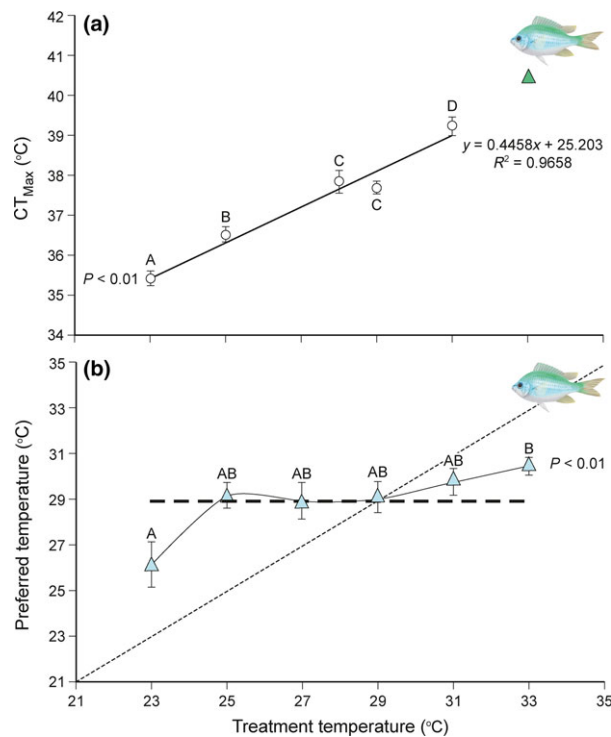 (a)
42
41
40
39
38
37
36
35
34
CTMax (°C)
A
B
C
C
D
y = 0.4458x + 25.203
R² = 0.9658
P < 0.01
(b)
35
33
31
29
27
25
23
21
Preferred temperature (°C)
A
AB
AB
AB
AB
B
P < 0.01
21 23 25 27 29 31 33 35
Treatment temperature (°C)